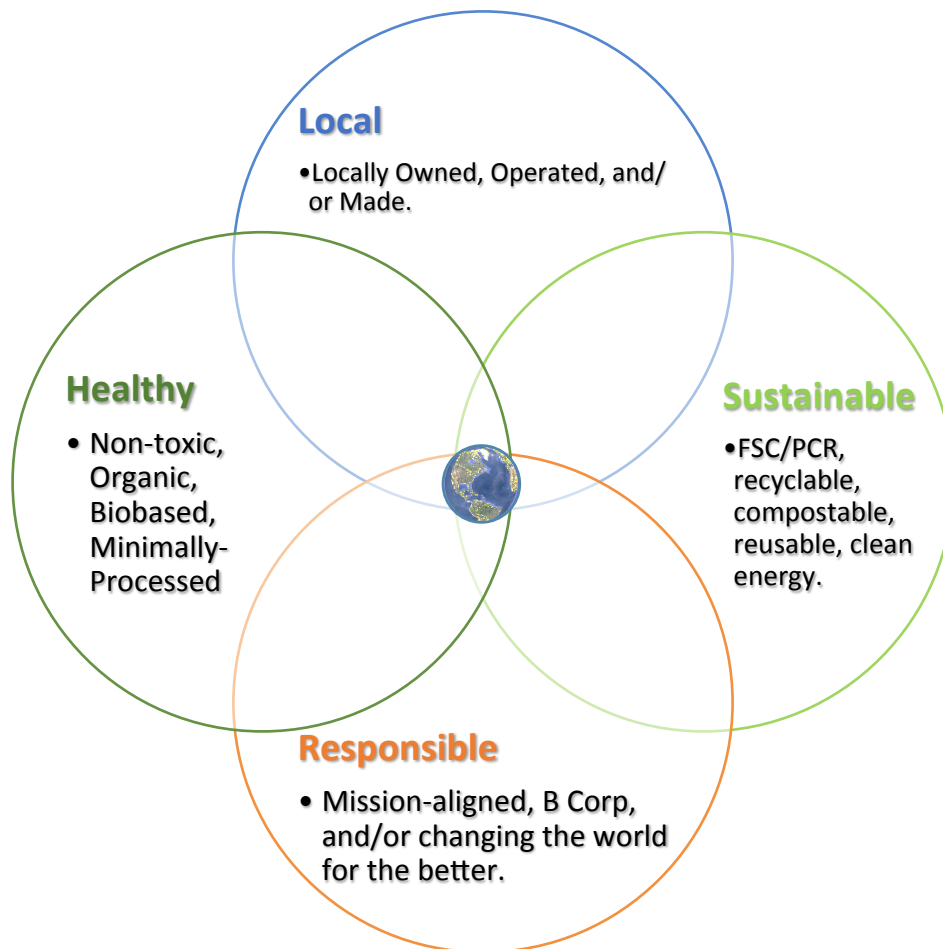 Local
•Locally Owned, Operated, and/
or Made.
Healthy
• Non-toxic,
Organic,
Biobased,
Minimally-
Processed
Sustainable
•FSC/PCR,
recyclable,
compostable,
reusable, clean
energy.
Responsible
• Mission-aligned, B Corp,
and/or changing the world
for the better.